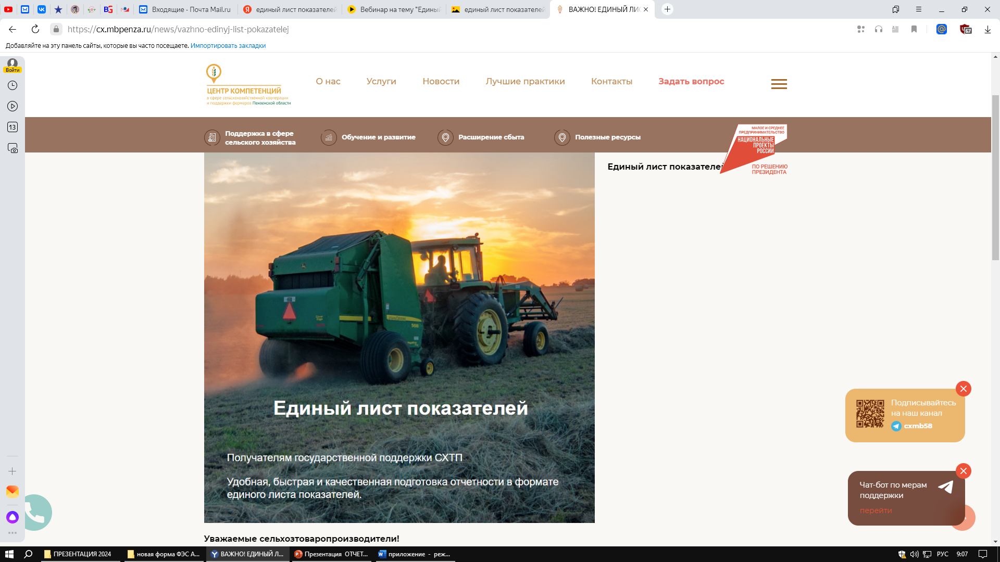 Входящие - Почта Mail.ru
единый лист показателей
Вебинар на тему "Единый
единый лист показателей
ВАЖНО! ЕДИНЫЙ ЛИ
https://cx.mbpenza.ru/news/vazhno-edinyj-list-pokazatelej
67
Добавляйте на эту панель сайты, которые вы часто посещаете. Импортировать закладки
Войти
13
ЦЕНТР КОМПЕТЕНЦИЙ
в сфере сельскохозяйственной кооперации
и поддержки фермеров Пензенской области
О нас
Услуги
Новости
Лучшие практики
Контакты
Задать вопрос
Поддержка в сфере
сельского хозяйства
Обучение и развитие
Расширение сбыта
Полезные ресурсы
МАЛОЕ И СРЕДНЕЕ
ПРЕДПРИНИМАТЕЛЬСТВО
НАЦИОНАЛЬНЫЕ
ПРОЕКТЫ
РОССИИ
ПО РЕШЕНИЮ
ПРЕЗИДЕНТА
Единый лист показателей
JOHN DEERE
568
Единый лист показателей
Получателям государственной поддержки СХТП
Удобная, быстрая и качественная подготовка отчетности в формате
единого листа показателей.
Подписывайтесь
на наш канал
cxmb58
Чат-бот по мерам
поддержки
перейти
Уважаемые сельхозтоваропроизводители!
ПРЕЗЕНТАЦИЯ 2024
новая форма ФЭС А...
ВАЖНО! ЕДИНЫЙ Л...
Презентация ОТЧЕТ...
приложение - реж...
РУС
9:07